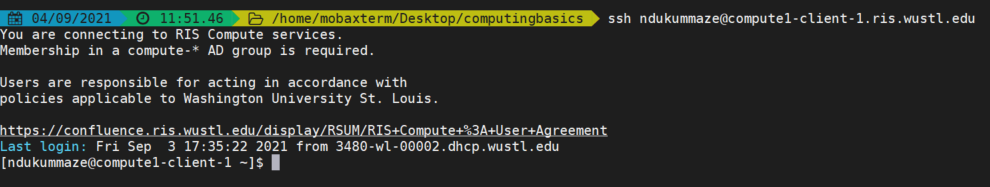 04/09/2021 11:51.46 /home/mobaxterm/Desktop/computingbasics ssh ndukummaze@compute1-client-1.ris.wustl.edu
You are connecting to RIS Compute services.
Membership in a compute-* AD group is required.
Users are responsible for acting in accordance with
policies applicable to Washington University St. Louis.
https://confluence.ris.wustl.edu/display/RSUM/RIS+Compute+%3A+User+Agreement
Last login: Fri Sep  3 17:35:22 2021 from 3480-wl-00002.dhcp.wustl.edu
[ndukummaze@compute1-client-1 ~]$